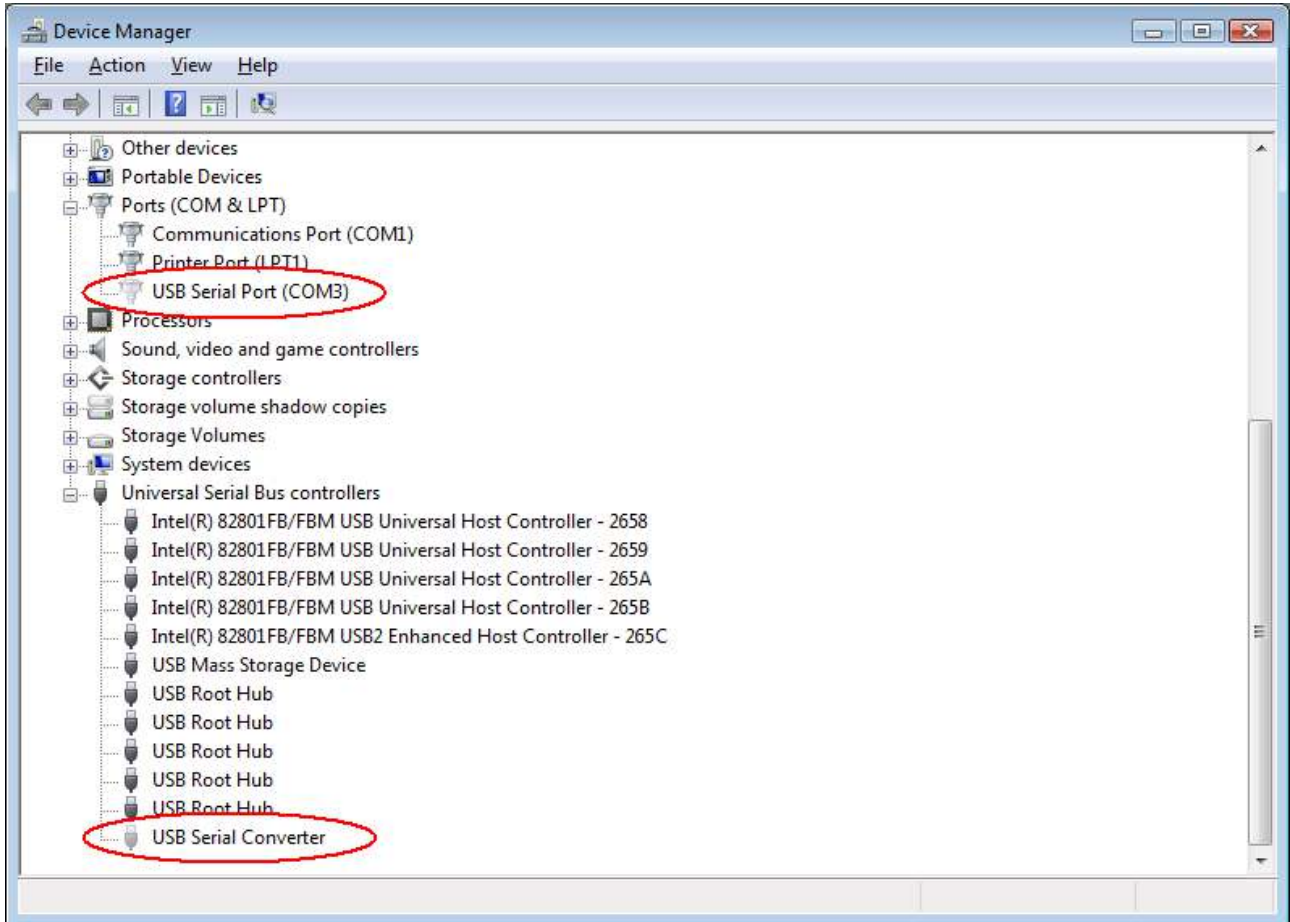 Device Manager
File Action View Help
Other devices
Portable Devices
Ports (COM & LPT)
Communications Port (COM1)
Printer Port (LPT1)
USB Serial Port (COM3)
Processors
Sound, video and game controllers
Storage controllers
Storage volume shadow copies
Storage Volumes
System devices
Universal Serial Bus controllers
Intel(R) 82801FB/FBM USB Universal Host Controller - 2658
Intel(R) 82801FB/FBM USB Universal Host Controller - 2659
Intel(R) 82801FB/FBM USB Universal Host Controller - 265A
Intel(R) 82801FB/FBM USB Universal Host Controller - 265B
Intel(R) 82801FB/FBM USB2 Enhanced Host Controller - 265C
USB Mass Storage Device
USB Root Hub
USB Root Hub
USB Root Hub
USB Root Hub
USB Root Hub
USB Serial Converter